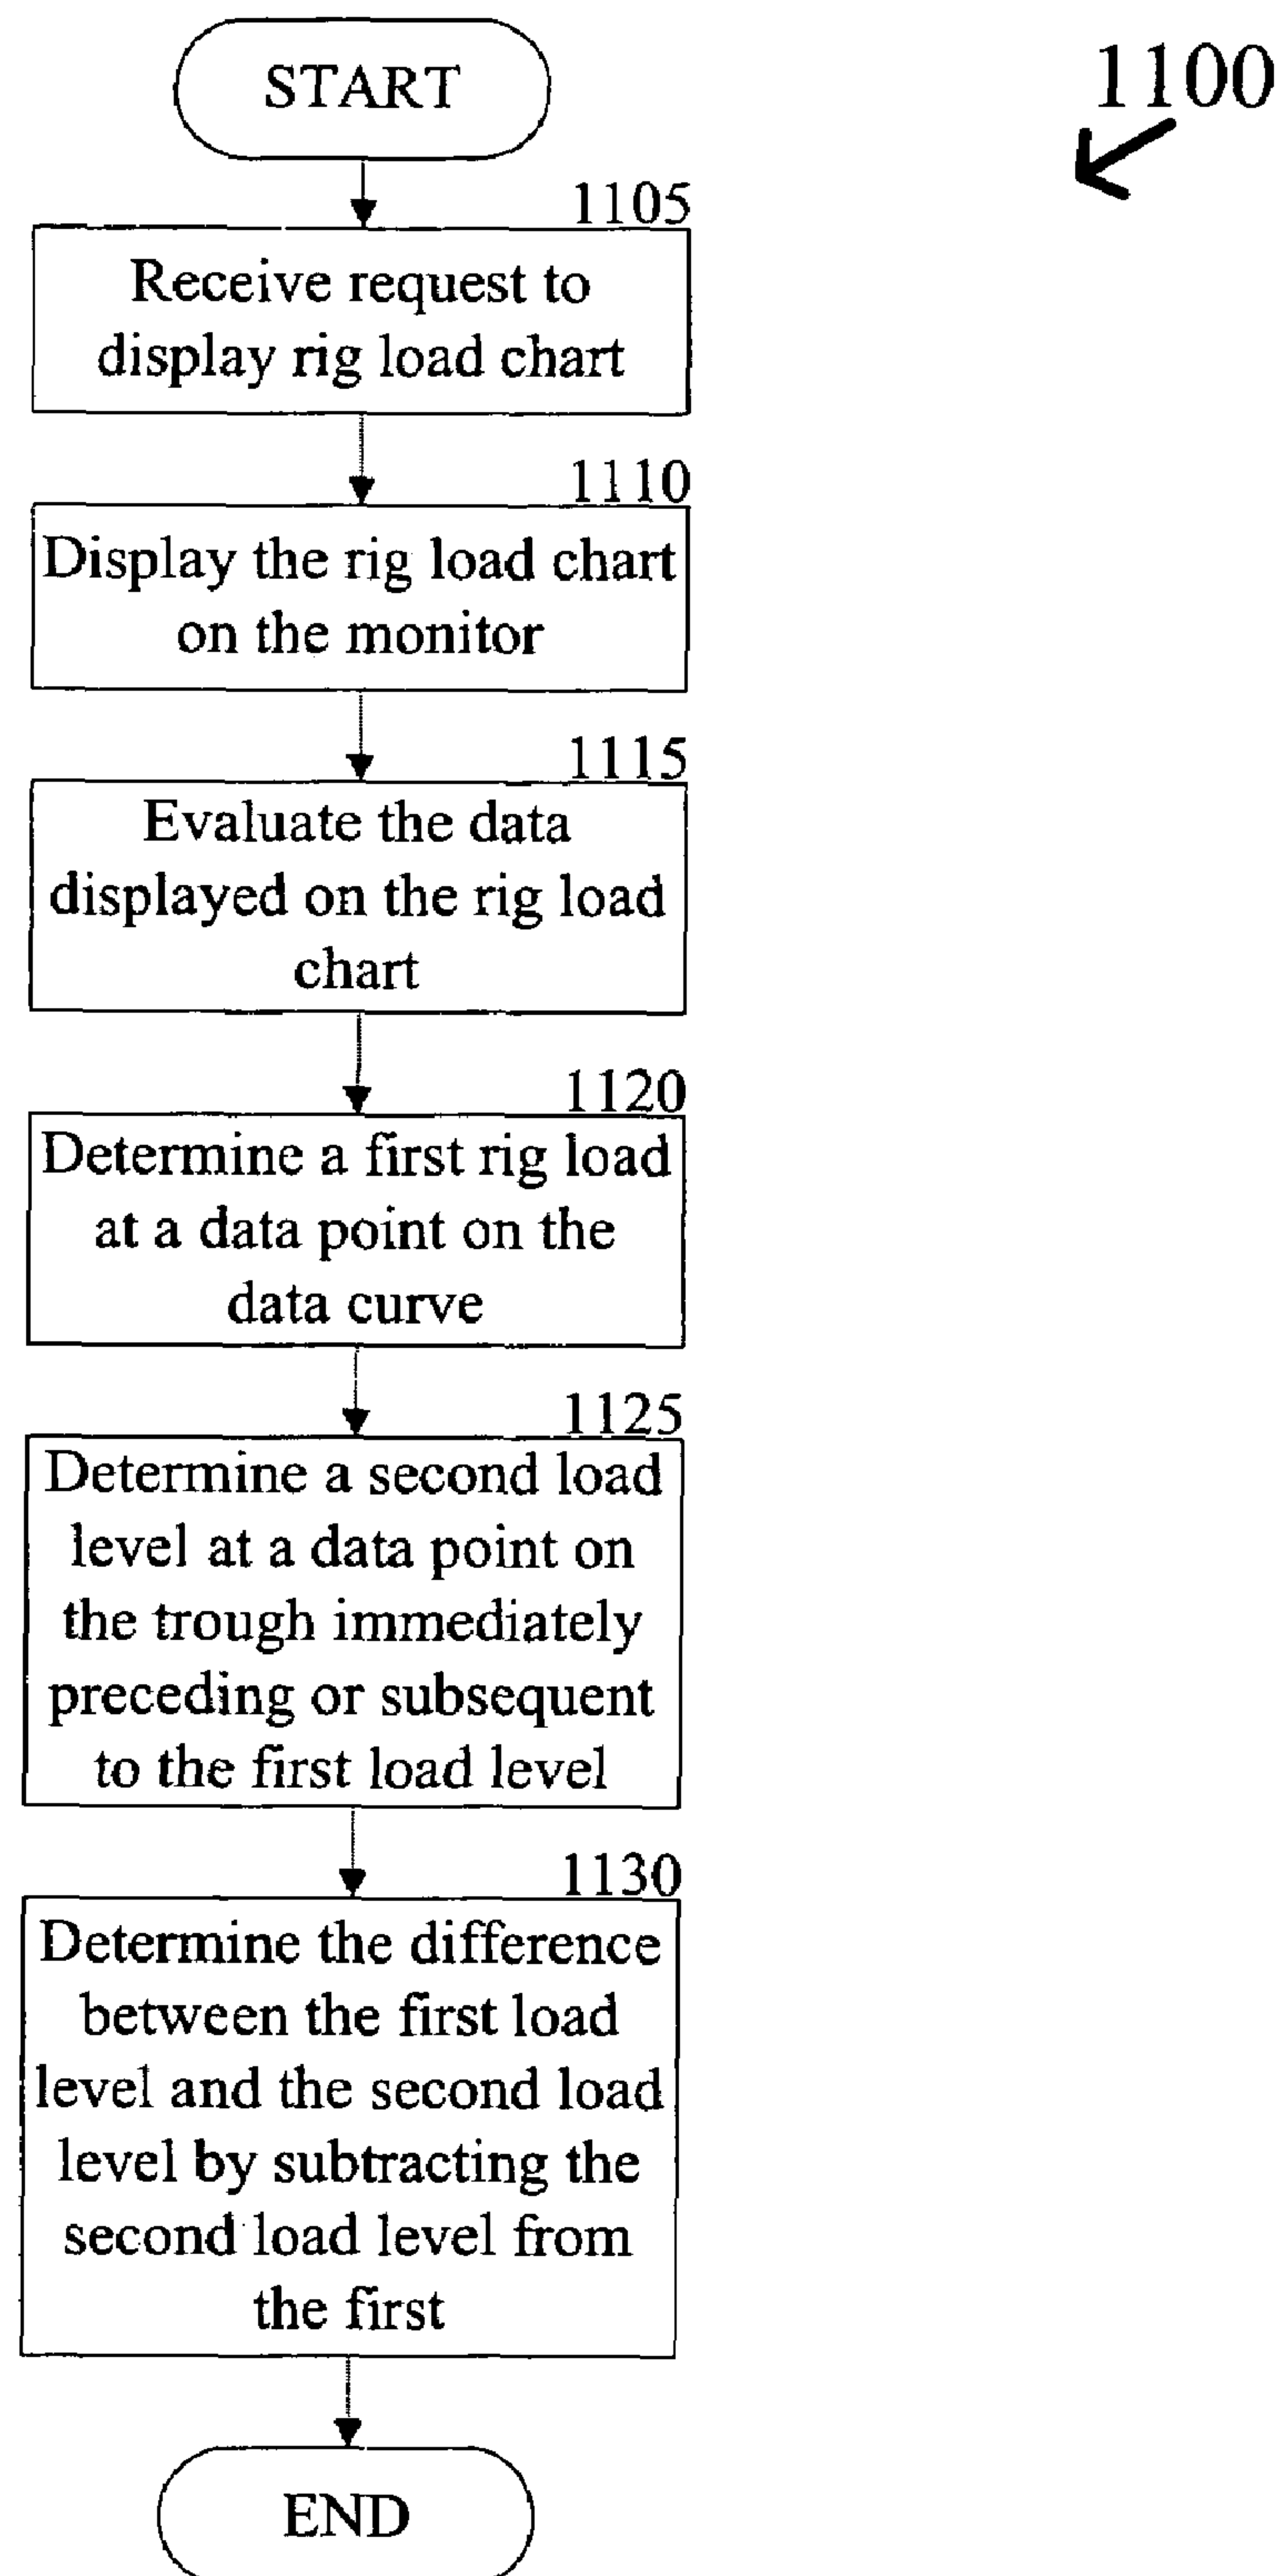 START
1100
1105
Receive request to
display rig load chart
1110
Display the rig load chart
on the monitor
1115
Evaluate the data
displayed on the rig load
chart
1120
Determine a first rig load
at a data point on the
data curve
1125
Determine a second load
level at a data point on
the trough immediately
preceding or subsequent
to the first load level
1130
Determine the difference
between the first load
level and the second load
level by subtracting the
second load level from
the first
END